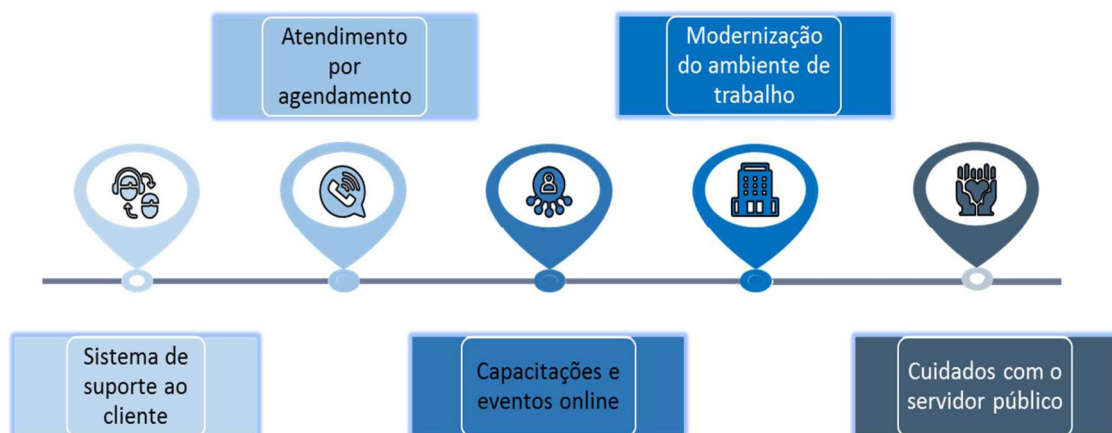 Atendimento
por
agendamento
Modernização
do ambiente de
trabalho
Sistema de
suporte ao
cliente
Capacitações e
eventos online
Cuidados com o
servidor público